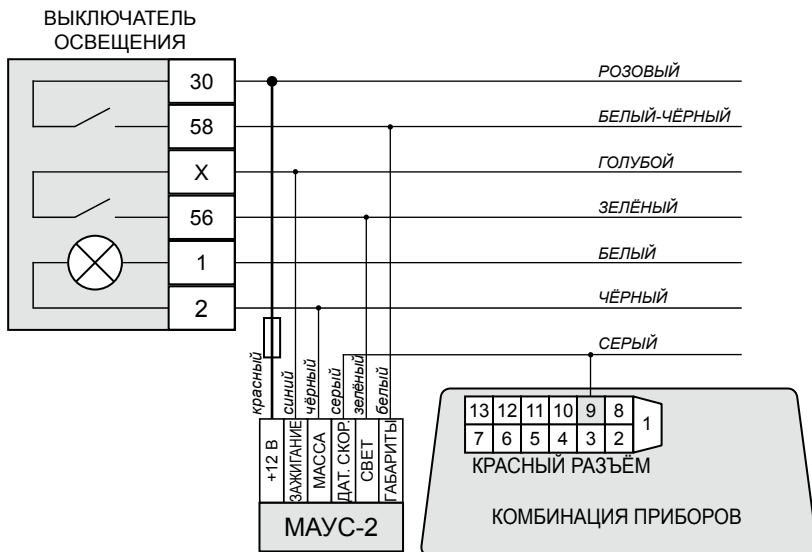 ВЫКЛЮЧАТЕЛЬ
ОСВЕЩЕНИЯ
30
58
X
56
1
2
РОЗОВЫЙ
БЕЛЫЙ-ЧЁРНЫЙ
ГОЛУБОЙ
ЗЕЛЁНЫЙ
БЕЛЫЙ
ЧЁРНЫЙ
СЕРЫЙ
красный
синий
чёрный
серый
зелёный
белый
+12 В
ЗАЖИГАНИЕ
МАССА
ДАТ. СКОР.
СВЕТ
ГАБАРИТЫ
МАУС-2
13 12 11 10 9 8
1
7 6 5 4 3 2
КРАСНЫЙ РАЗЪЁМ
КОМБИНАЦИЯ ПРИБОРОВ